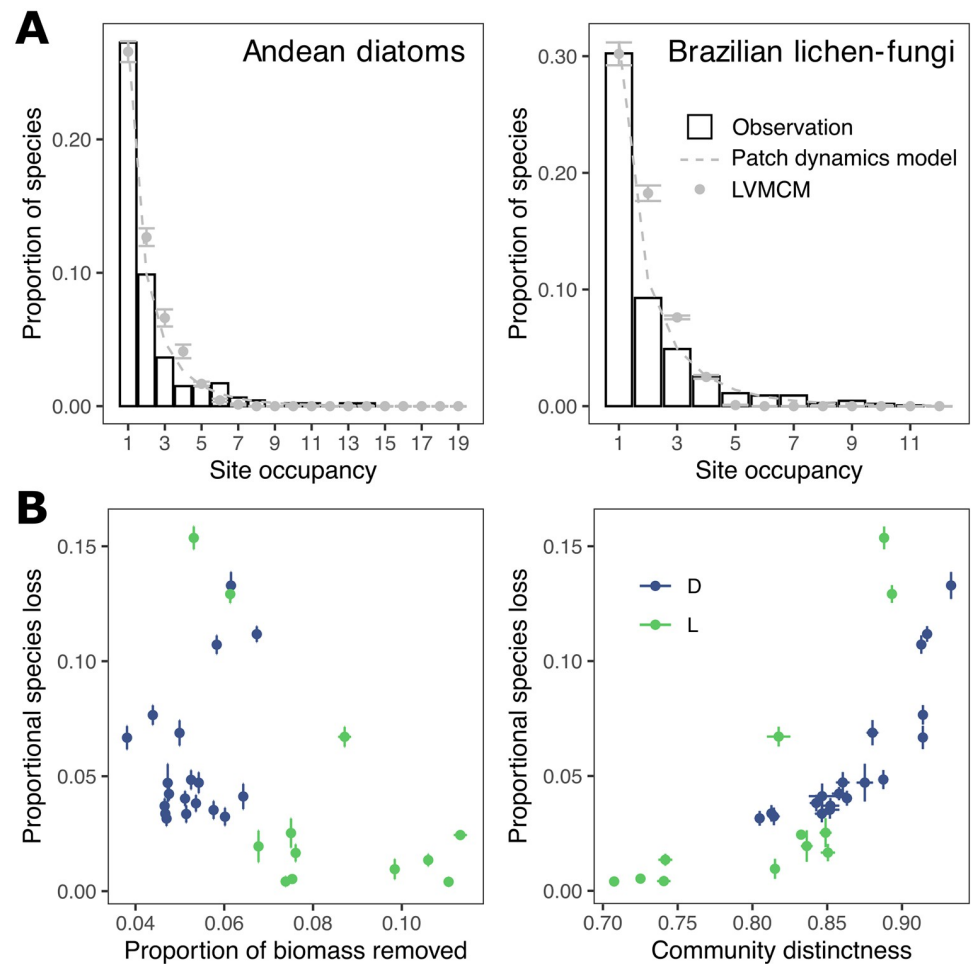 A
Andean diatoms
Proportion of species
0.20
0.10
0.00
1 3 5 7 9 11 13 15 17 19
Site occupancy
Brazilian lichen-fungi
Observation
Patch dynamics model
LVMCM
Proportion of species
0.30
0.20
0.10
0.00
1 3 5 7 9 11
Site occupancy
B
Proportional species loss
0.15
0.10
0.05
0.00
0.04 0.06 0.08 0.10
Proportion of biomass removed
Proportional species loss
0.15
0.10
0.05
0.00
D
L
0.70 0.75 0.80 0.85 0.90
Community distinctness